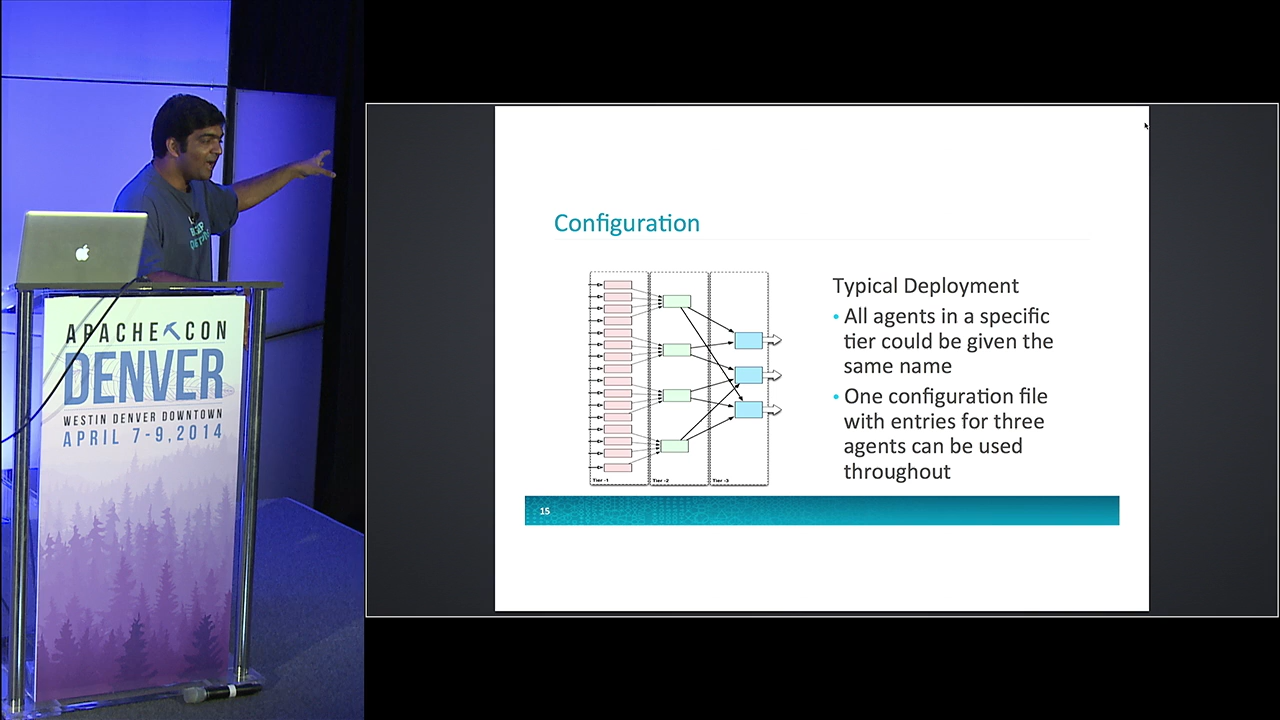 APACHE CON
DENVER
WESTIN DENVER DOWNTOWN
APRIL 7-9, 2014
Configuration
Tier -1
Tier -2
Tier -3
Typical Deployment
• All agents in a specific
tier could be given the
same name
• One configuration file
with entries for three
agents can be used
throughout
15